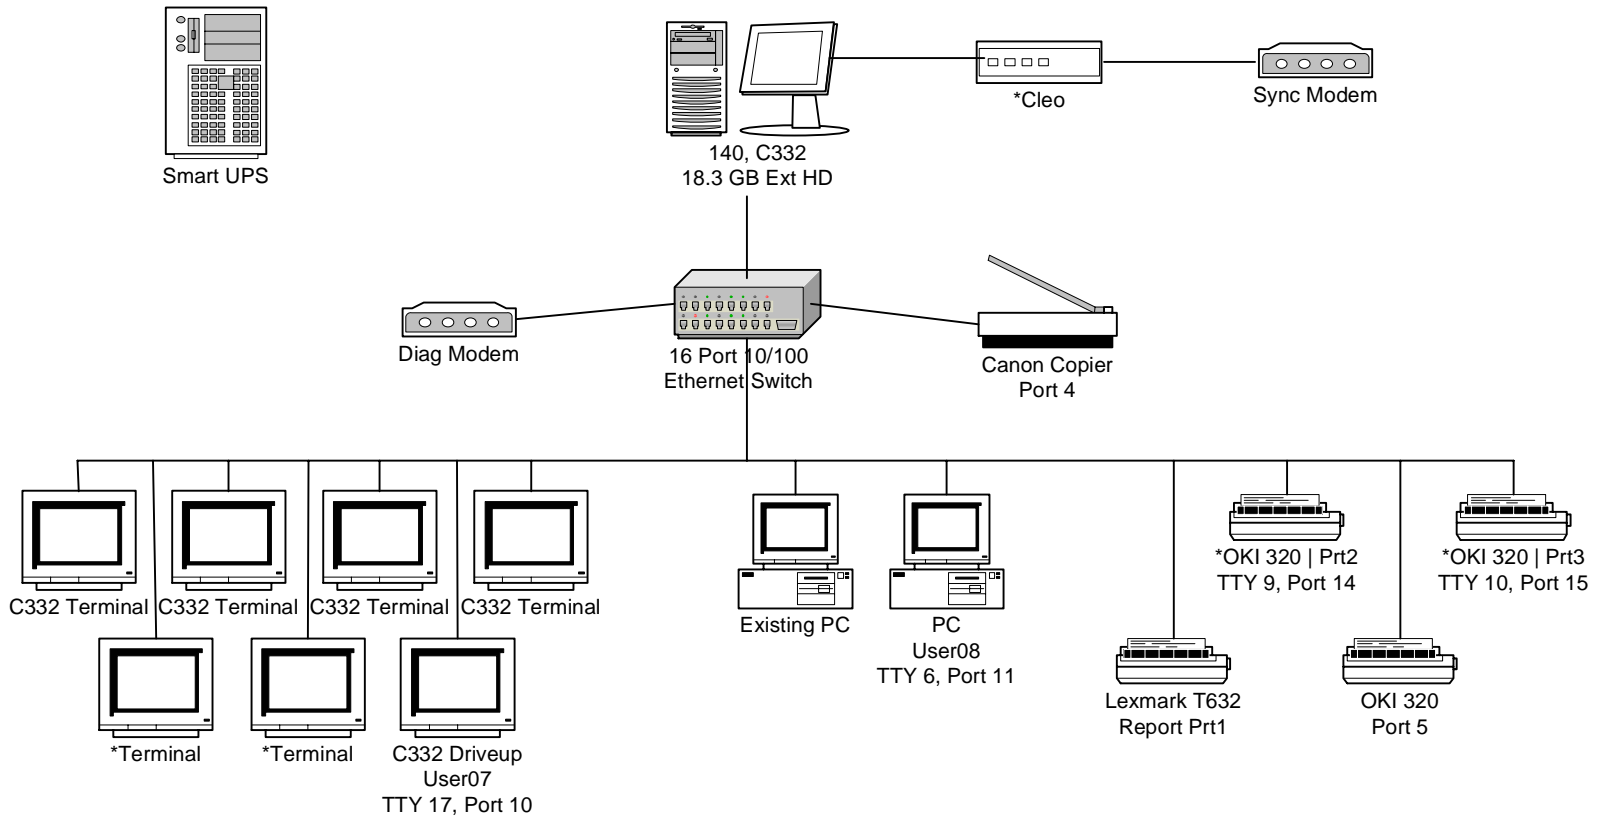 *Cleo
Sync Modem
140, C332
18.3 GB Ext HD
Smart UPS
Diag Modem
16 Port 10/100
Ethernet Switch
Canon Copier
Port 4
C332 Terminal
C332 Terminal
C332 Terminal
C332 Terminal
Existing PC
PC
User08
TTY 6, Port 11
*OKI 320 | Prt2
TTY 9, Port 14
*OKI 320 | Prt3
TTY 10, Port 15
Lexmark T632
Report Prt1
OKI 320
Port 5
*Terminal
*Terminal
C332 Driveup
User07
TTY 17, Port 10